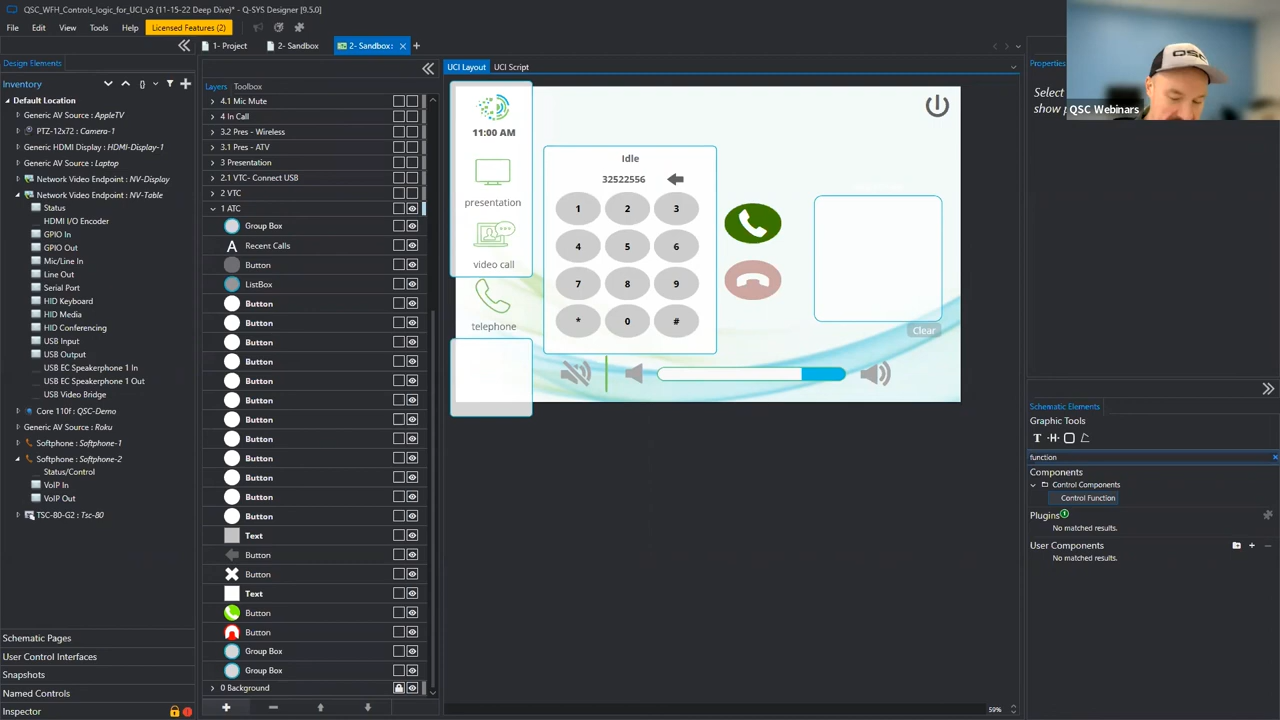 QSC_WFH_Controls_logic_for_UCI_v3 (11-15-22 Deep Dive)* - Q-SYS Designer [9.5.0]
File Edit View Tools Help Licensed Features (2)
1- Project 2- Sandbox 2- Sandbox:
Design Elements
Inventory
Default Location
Generic AV Source : AppleTV
PTZ-12x72 : Camera-1
Generic HDMI Display : HDMI-Display-1
Generic AV Source : Laptop
Network Video Endpoint : NV-Display
Network Video Endpoint : NV-Table
Status
HDMI I/O Encoder
GPIO In
GPIO Out
Mic/Line In
Line Out
Serial Port
HID Keyboard
HID Media
HID Conferencing
USB Input
USB Output
USB EC Speakerphone 1 In
USB EC Speakerphone 1 Out
USB Video Bridge
Core 110f : QSC-Demo
Generic AV Source : Roku
Softphone : Softphone-1
Softphone : Softphone-2
Status/Control
VoIP In
VoIP Out
TSC-80-G2 : Tsc-80
Schematic Pages
User Control Interfaces
Snapshots
Named Controls
Inspector
Layers Toolbox
4.1 Mic Mute
4 In Call
3.2 Pres - Wireless
3.1 Pres - ATV
3 Presentation
2.1 VTC- Connect USB
2 VTC
1 ATC
Group Box
Recent Calls
Button
ListBox
Button
Button
Button
Button
Button
Button
Button
Button
Button
Button
Button
Button
Text
Button
Button
Text
Button
Button
Group Box
Group Box
0 Background
UCI Layout UCI Script
11:00 AM
presentation
video call
telephone
Idle
32522556
1 2 3
4 5 6
7 8 9
* 0 #
Clear
59%
Properties
Select
show p
QSC
QSC Webinars
Schematic Elements
Graphic Tools
T H
function
Components
Control Components
Control Function
Plugins
No matched results.
User Components
No matched results.